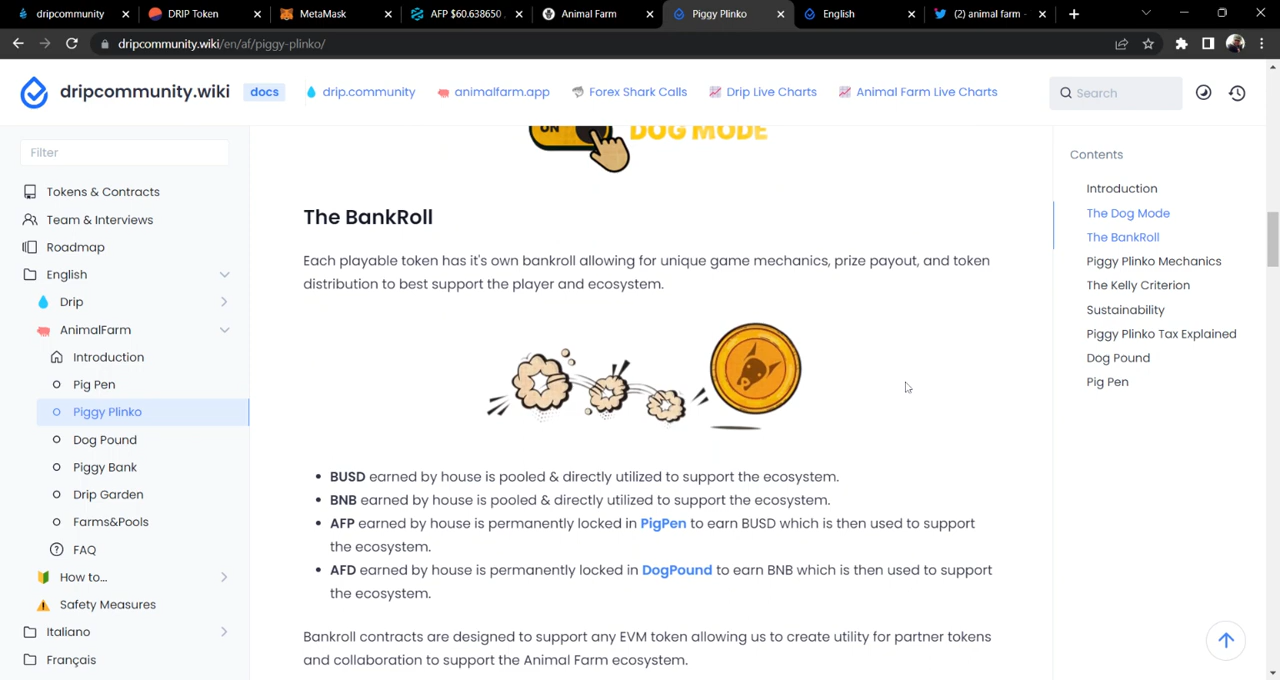 dripcommunity
DRIP Token
MetaMask
AFP $60.638650
Animal Farm
Piggy Plinko
English
(2) animal farm -
dripcommunity.wiki/en/af/piggy-plinko/
dripcommunity.wiki
docs
drip.community
animalfarm.app
Forex Shark Calls
Drip Live Charts
Animal Farm Live Charts
Search
Filter
Tokens & Contracts
Team & Interviews
Roadmap
English
Drip
AnimalFarm
Introduction
Pig Pen
Piggy Plinko
Dog Pound
Piggy Bank
Drip Garden
Farms&Pools
FAQ
How to...
Safety Measures
Italiano
Français
ON
DOG MODE
The BankRoll
Each playable token has it's own bankroll allowing for unique game mechanics, prize payout, and token
distribution to best support the player and ecosystem.
BUSD earned by house is pooled & directly utilized to support the ecosystem.
BNB earned by house is pooled & directly utilized to support the ecosystem.
AFP earned by house is permanently locked in PigPen to earn BUSD which is then used to support
the ecosystem.
AFD earned by house is permanently locked in DogPound to earn BNB which is then used to support
the ecosystem.
Bankroll contracts are designed to support any EVM token allowing us to create utility for partner tokens
and collaboration to support the Animal Farm ecosystem.
Contents
Introduction
The Dog Mode
The BankRoll
Piggy Plinko Mechanics
The Kelly Criterion
Sustainability
Piggy Plinko Tax Explained
Dog Pound
Pig Pen